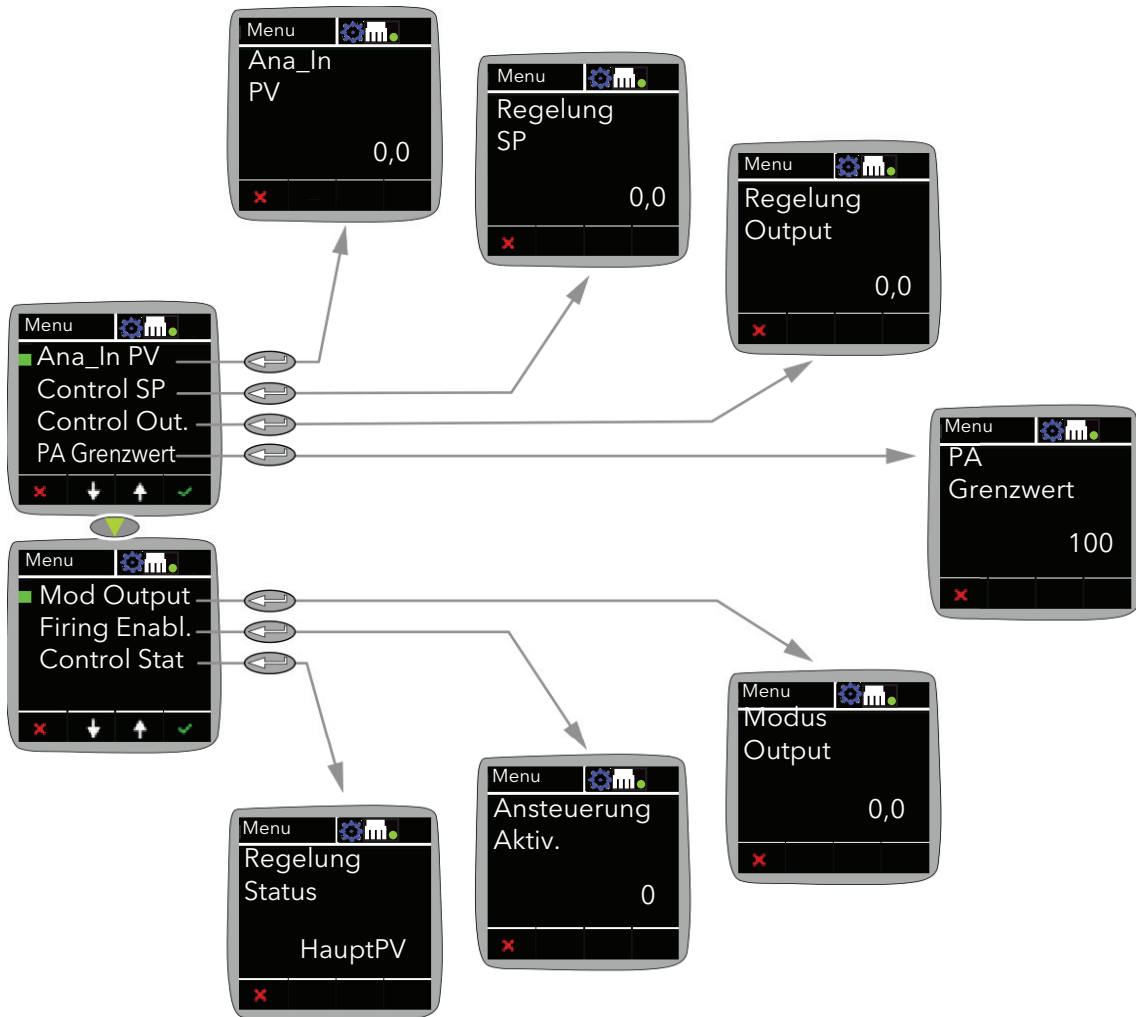 Menu
Ana_In
PV
0,0
Menu
Regelung
SP
0,0
Menu
Regelung
Output
0,0
Menu
Ana_In PV
Control SP
Control Out.
PA Grenzwert
Menu
PA
Grenzwert
100
Menu
Mod Output
Firing Enabl.
Control Stat
Menu
Modus
Output
0,0
Menu
Ansteuerung
Aktiv.
0
Menu
Regelung
Status
HauptPV